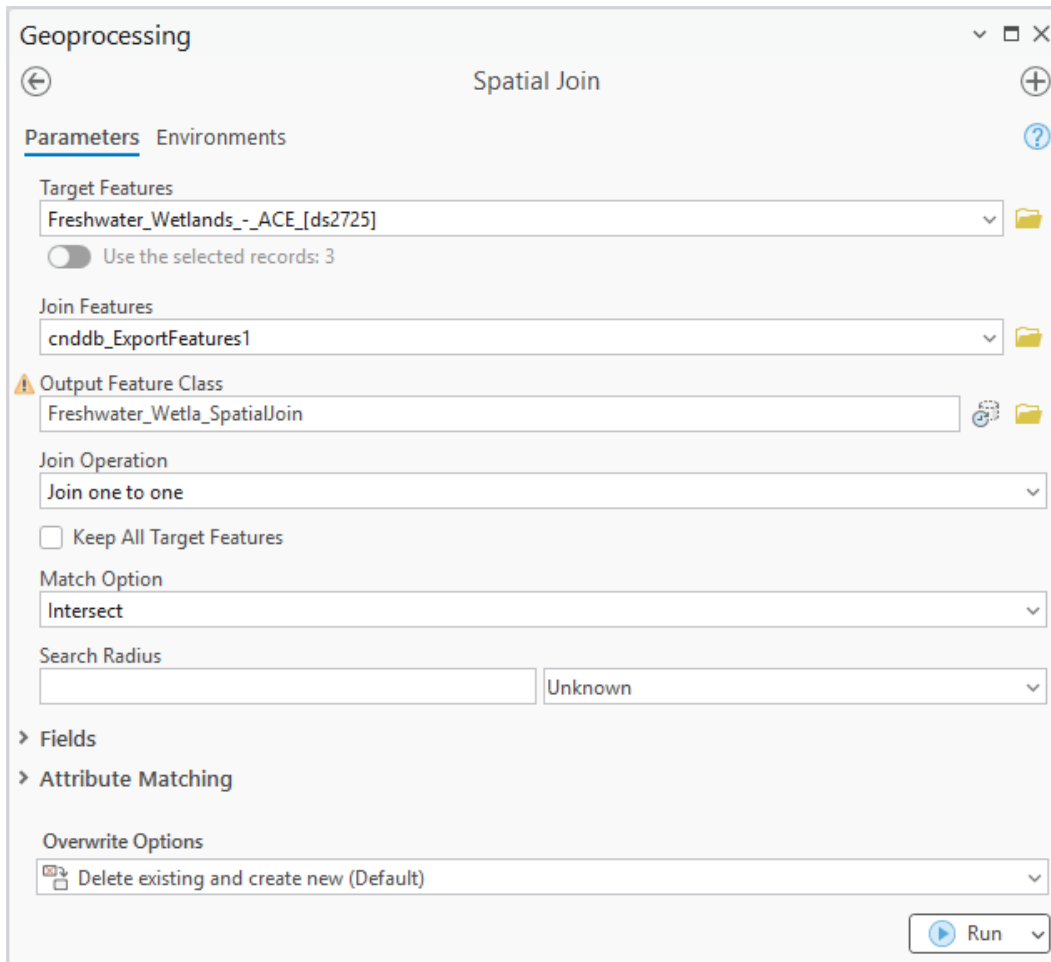 Geoprocessing
Spatial Join
Parameters Environments
Target Features
Freshwater_Wetlands_-_ACE_[ds2725]
Use the selected records: 3
Join Features
cnddb_ExportFeatures1
Output Feature Class
Freshwater_Wetla_SpatialJoin
Join Operation
Join one to one
Keep All Target Features
Match Option
Intersect
Search Radius
Unknown
Fields
Attribute Matching
Overwrite Options
Delete existing and create new (Default)
Run